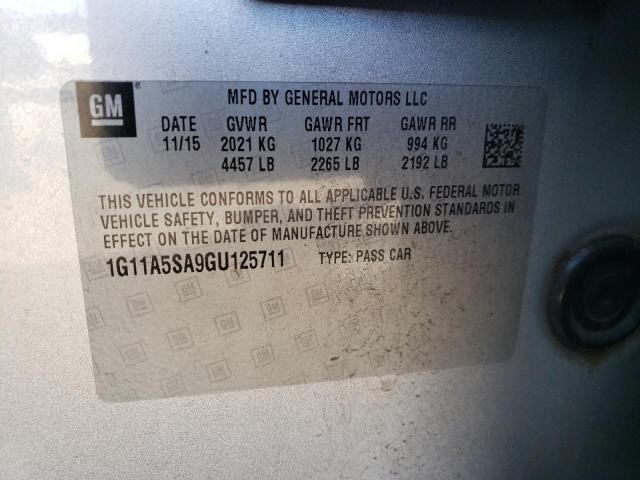 GM
MFD BY GENERAL MOTORS LLC
DATE GVWR GAWR FRT GAWR RR
11/15 2021 KG 1027 KG 994 KG
4457 LB 2265 LB 2192 LB
THIS VEHICLE CONFORMS TO ALL APPLICABLE U.S. FEDERAL MOTOR
VEHICLE SAFETY, BUMPER, AND THEFT PREVENTION STANDARDS IN
EFFECT ON THE DATE OF MANUFACTURE SHOWN ABOVE.
1G11A5SA9GU125711 TYPE: PASS CAR